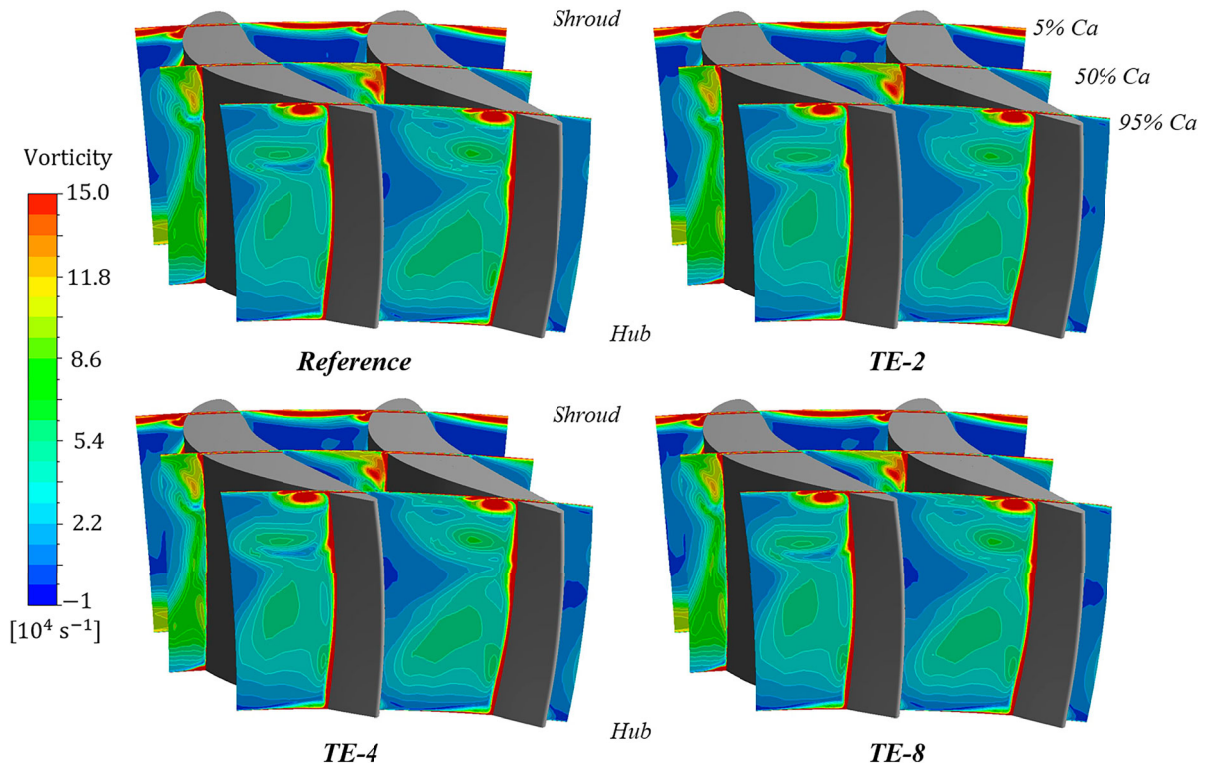 Shroud
5% Ca
50% Ca
95% Ca
Vorticity
15.0
11.8
8.6
5.4
2.2
−1
[10⁴ s⁻¹]
Hub
Reference
TE-2
Shroud
Hub
TE-4
TE-8